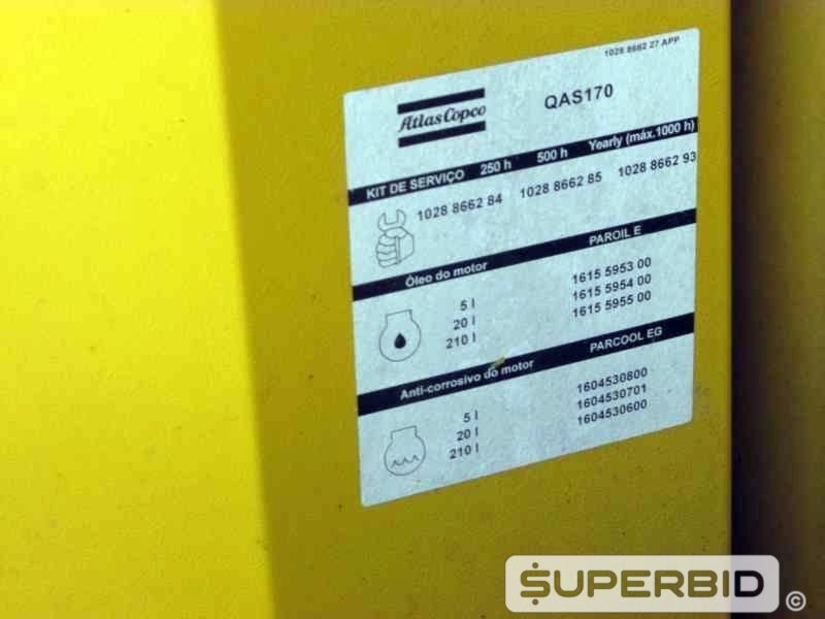 1028 8662 27 APP
Atlas Copco QAS170
KIT DE SERVIÇO 250 h 500 h Yearly (máx.1000 h)
1028 8662 84 1028 8662 85 1028 8662 93
Óleo do motor PAROIL E
5 l 1615 5953 00
20 l 1615 5954 00
210 l 1615 5955 00
Anti-corrosivo do motor PARCOOL EG
5 l 1604530800
20 l 1604530701
210 l 1604530600
SUPERBID ©